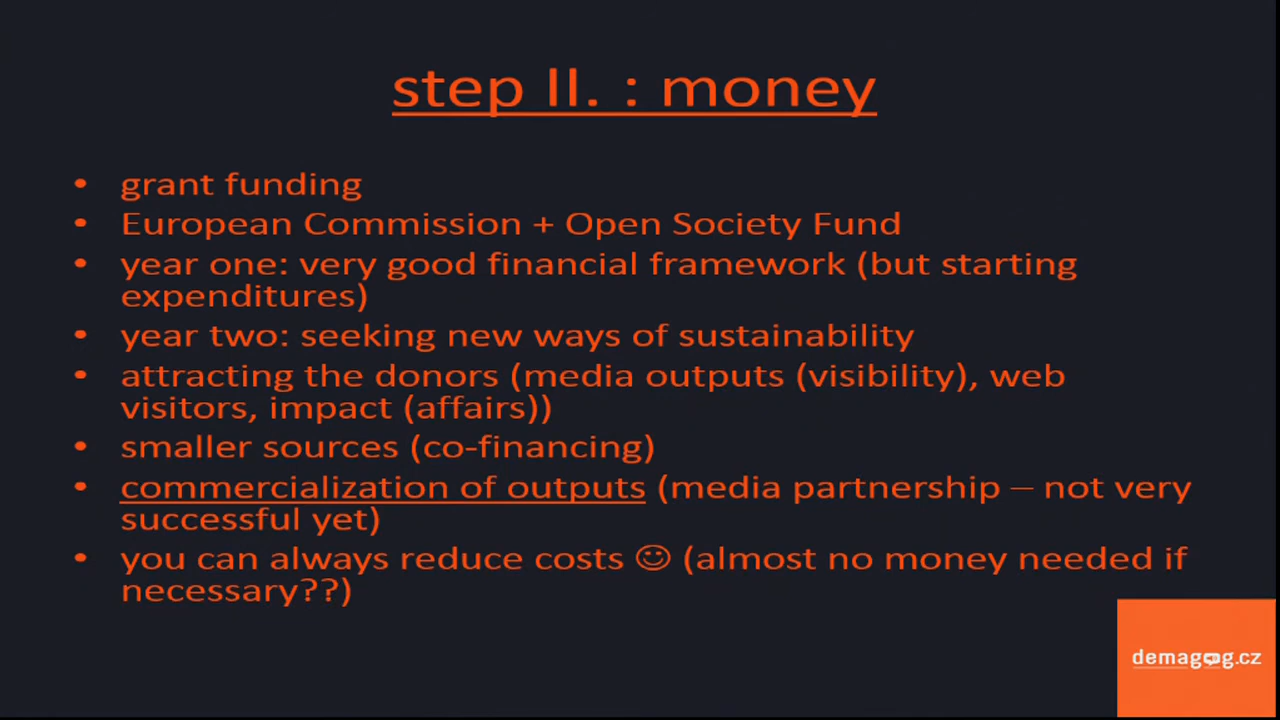 step II. : money
• grant funding
• European Commission + Open Society Fund
• year one: very good financial framework (but starting
expenditures)
• year two: seeking new ways of sustainability
• attracting the donors (media outputs (visibility), web
visitors, impact (affairs))
• smaller sources (co-financing)
• commercialization of outputs (media partnership – not very
successful yet)
• you can always reduce costs ☺ (almost no money needed if
necessary??)
demagog.cz